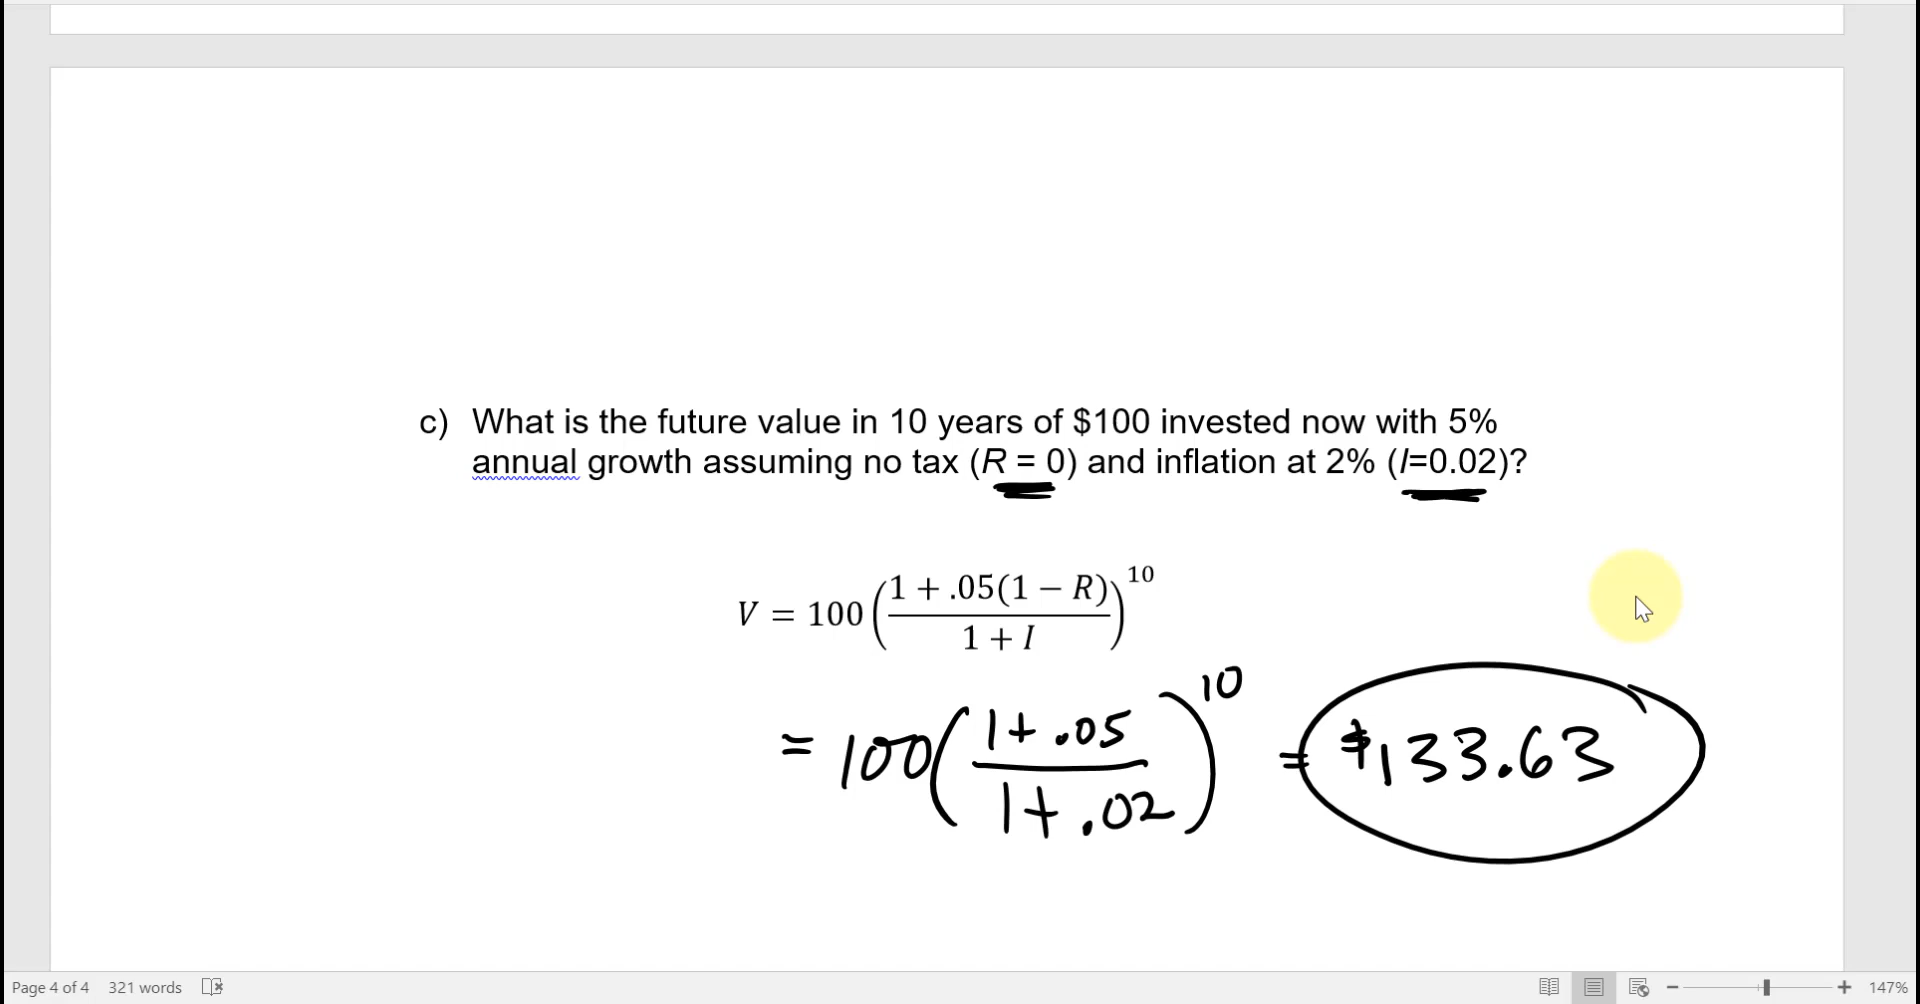 c) What is the future value in 10 years of $100 invested now with 5%
annual growth assuming no tax (R = 0) and inflation at 2% (I=0.02)?
V = 100 ((1 + .05(1 − R))/(1 + I))^10
= 100 ((1 + .05)/(1 + .02))^10 = $133.63
Page 4 of 4 321 words 147%